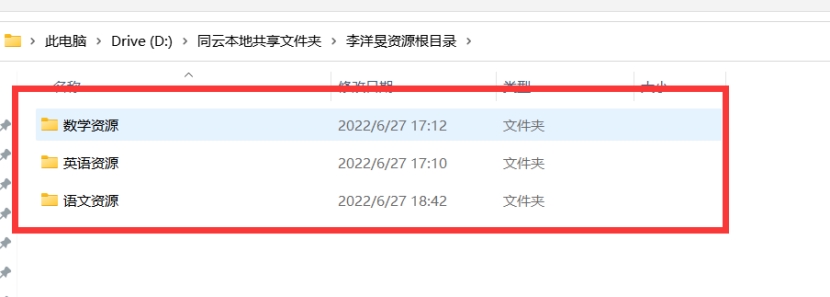 此电脑 › Drive (D:) › 同云本地共享文件夹 › 李洋旻资源根目录 ›
名称 修改日期 类型 大小
数学资源 2022/6/27 17:12 文件夹
英语资源 2022/6/27 17:10 文件夹
语文资源 2022/6/27 18:42 文件夹